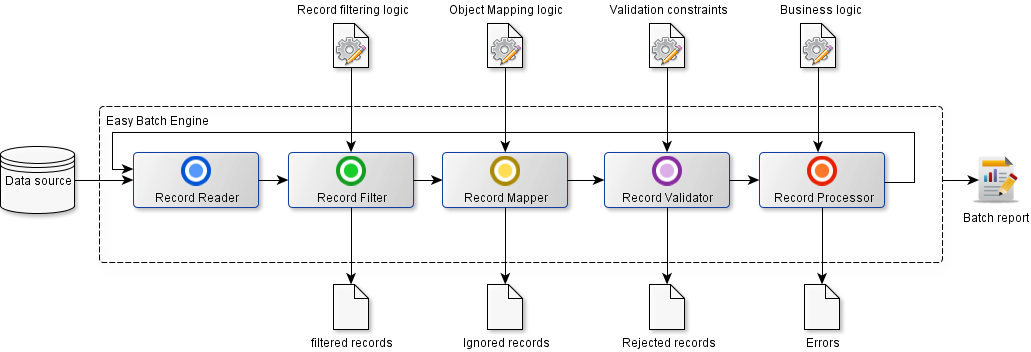 Record filtering logic
Object Mapping logic
Validation constraints
Business logic
Easy Batch Engine
Data source
Record Reader
Record Filter
Record Mapper
Record Validator
Record Processor
Batch report
filtered records
Ignored records
Rejected records
Errors